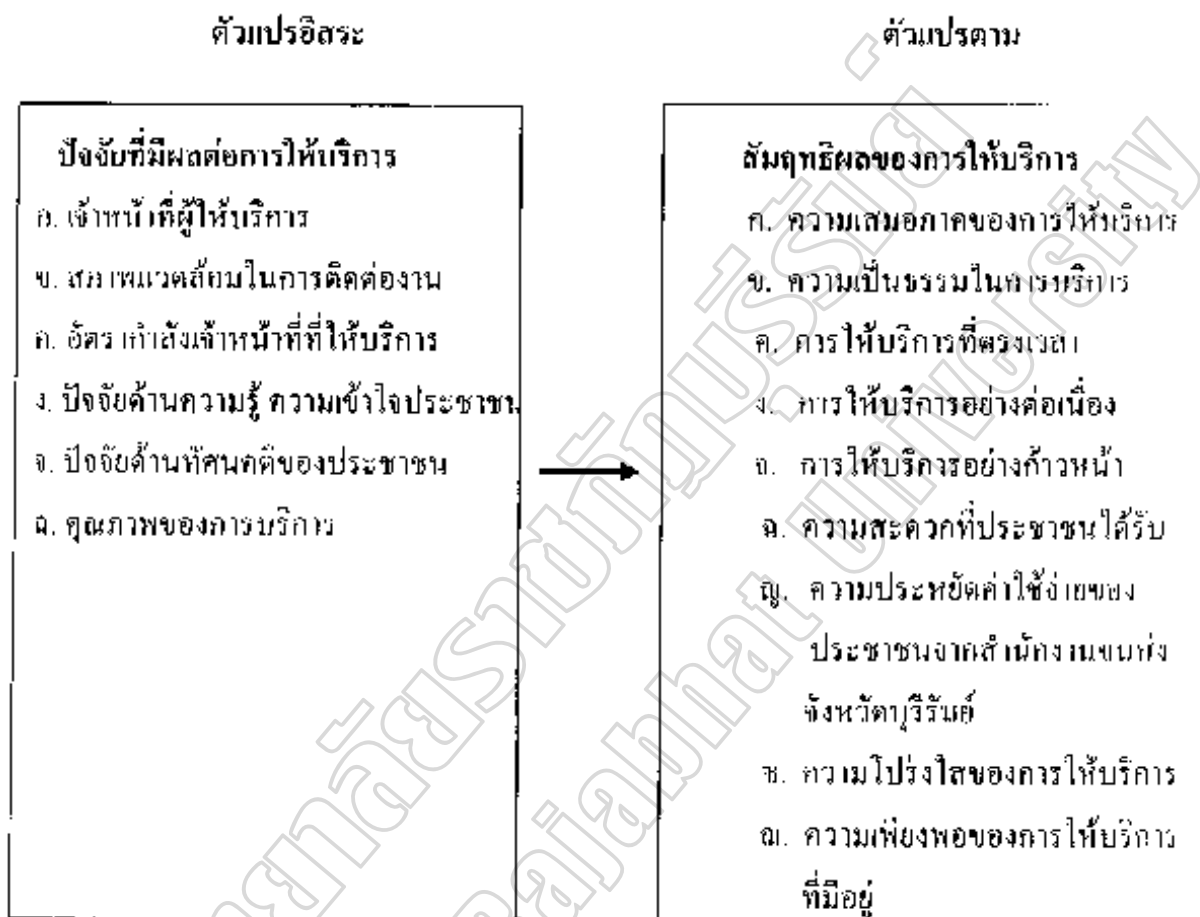 ตัวแปรอิสระ
ตัวแปรตาม
ปัจจัยที่มีผลต่อการให้บริการ
ก. เจ้าหน้าที่ผู้ให้บริการ
ข. สภาพแวดล้อมในการติดต่องาน
ค. อัตรากำลังเจ้าหน้าที่ที่ให้บริการ
ง. ปัจจัยด้านความรู้ ความเข้าใจประชาชน
จ. ปัจจัยด้านทัศนคติของประชาชน
ฉ. คุณภาพของการบริการ
สัมฤทธิผลของการให้บริการ
ก. ความเสมอภาคของการให้บริการ
ข. ความเป็นธรรมในการบริการ
ค. การให้บริการที่ตรงเวลา
ง. การให้บริการอย่างต่อเนื่อง
จ. การให้บริการอย่างก้าวหน้า
ฉ. ความสะดวกที่ประชาชนได้รับ
ญ. ความประหยัดค่าใช้จ่ายของ
ประชาชนจากสำนักงานขนส่ง
จังหวัดบุรีรัมย์
ช. ความโปร่งใสของการให้บริการ
ฌ. ความเพียงพอของการให้บริการ
ที่มีอยู่
ยาลัยราชภัฏบุรีรัมย์
Rajabhat University